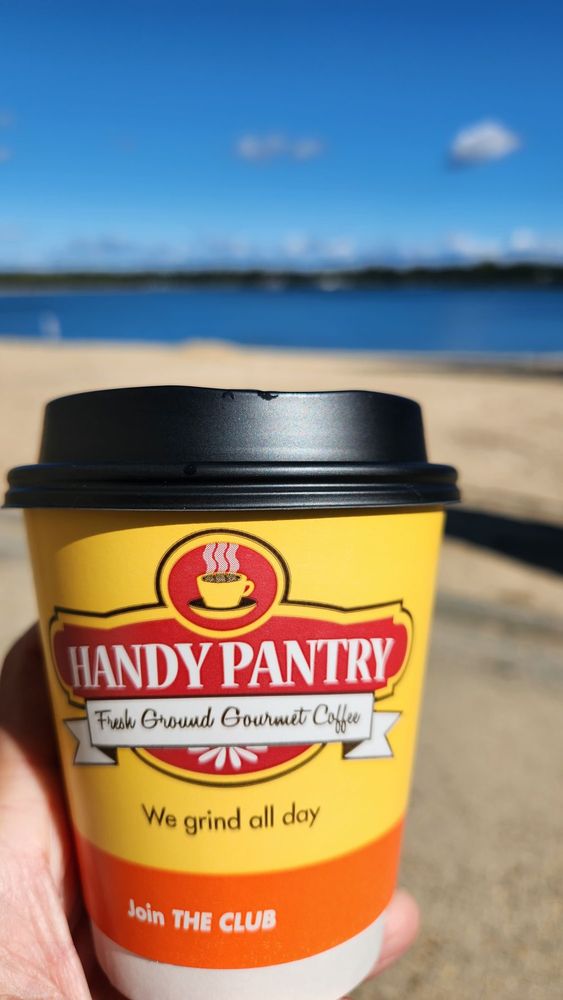 HANDY PANTRY
Fresh Ground Gourmet Coffee
We grind all day
Join THE CLUB